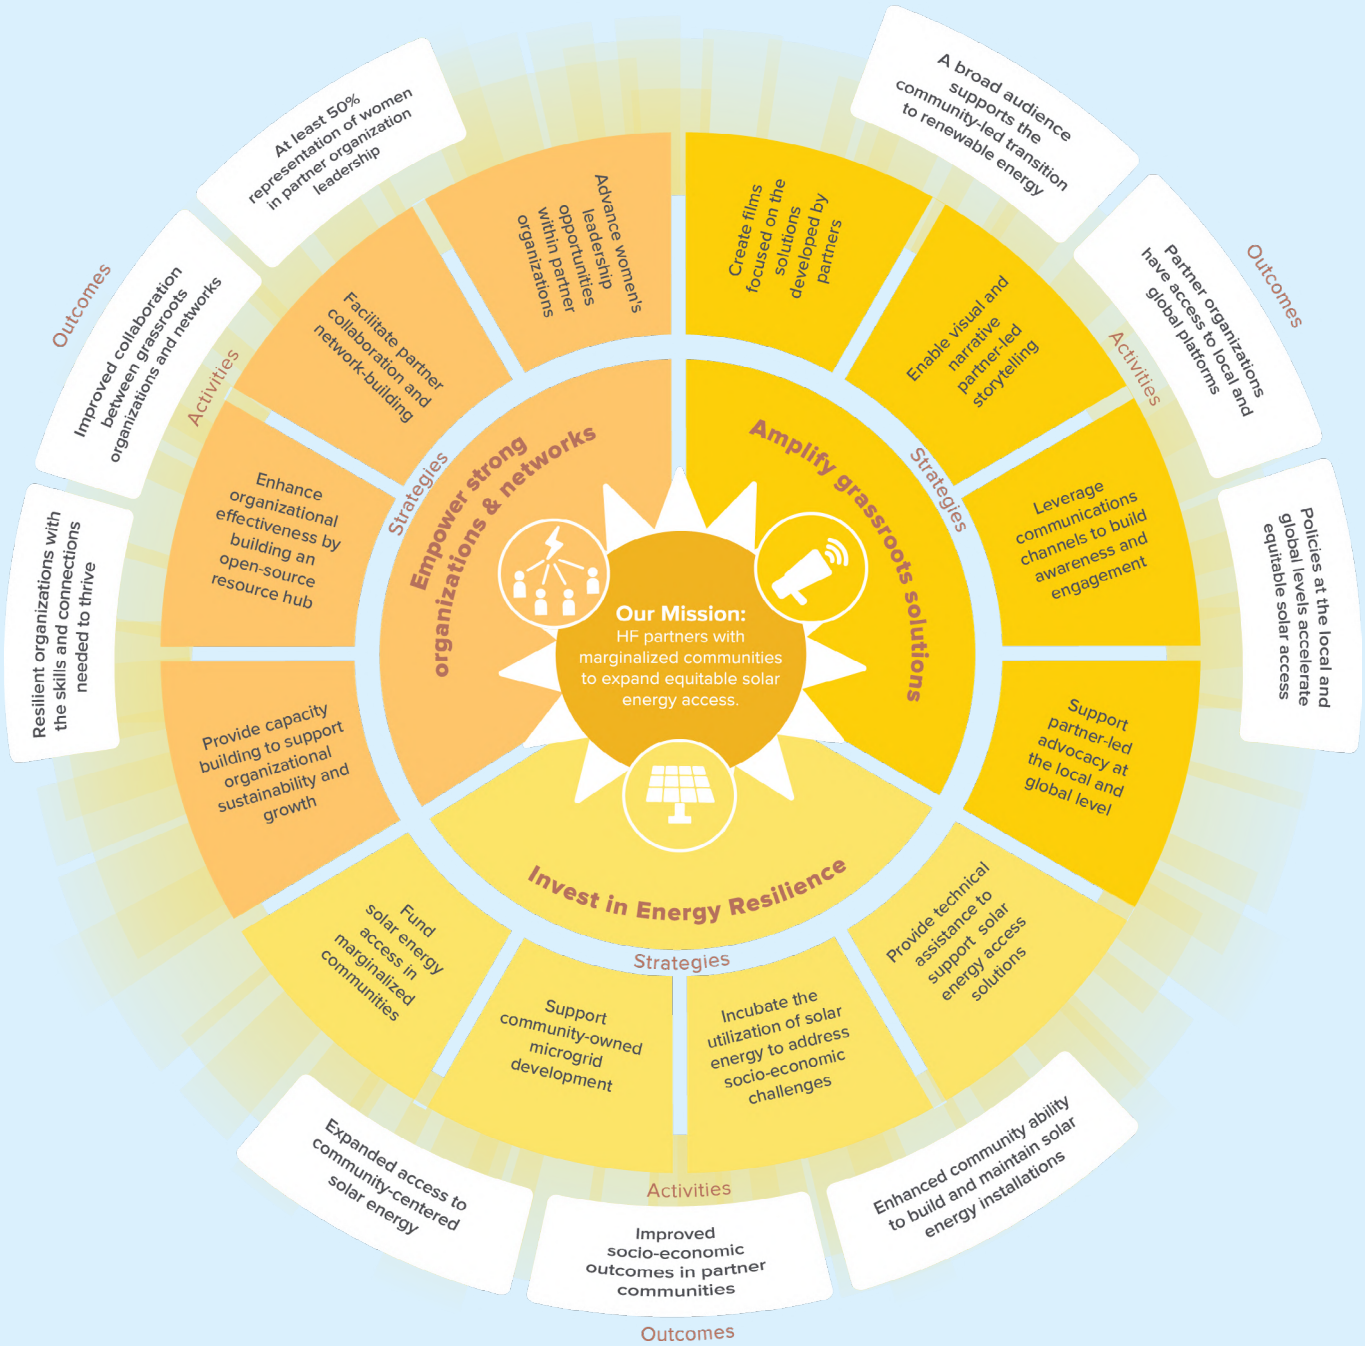 Our Mission:
HF partners with
marginalized communities
to expand equitable solar
energy access.
Empower strong
organizations & networks
Strategies
Advance women's
leadership
opportunities
within partner
organizations
Facilitate partner
collaboration and
network-building
Enhance
organizational
effectiveness by
building an
open-source
resource hub
Provide capacity
building to support
organizational
sustainability and
growth
Activities
At least 50%
representation of women
in partner organization
leadership
Improved collaboration
between grassroots
organizations and networks
Resilient organizations with
the skills and connections
needed to thrive
Outcomes
Amplify grassroots solutions
Strategies
Create films
focused on the
solutions
developed by
partners
Enable visual and
narrative
partner-led
storytelling
Leverage
communications
channels to build
awareness and
engagement
Support
partner-led
advocacy at
the local and
global level
Activities
A broad audience
supports the
community-led transition
to renewable energy
Partner organizations
have access to local and
global platforms
Policies at the local and
global levels accelerate
equitable solar access
Outcomes
Invest in Energy Resilience
Strategies
Fund
solar energy
access in
marginalized
communities
Support
community-owned
microgrid
development
Incubate the
utilization of solar
energy to address
socio-economic
challenges
Provide technical
assistance to
support solar
energy access
solutions
Activities
Expanded access to
community-centered
solar energy
Improved
socio-economic
outcomes in partner
communities
Enhanced community ability
to build and maintain solar
energy installations
Outcomes